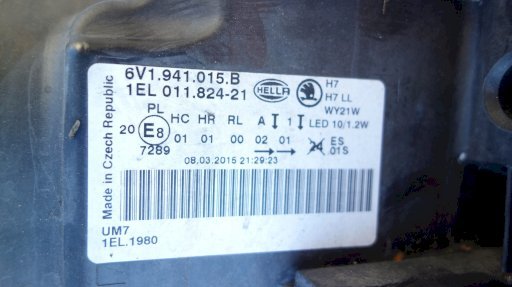 6V1.941.015.B
1EL 011.824-21
HELLA
H7
H7 LL
WY21W
LED 10/1.2W
PL HC HR RL A 1
20 E8 01 01 00 02 01 24 ES
.01S
7289
08.03.2015 21:29:23
Made in Czech Republic
UM7
1EL.1980